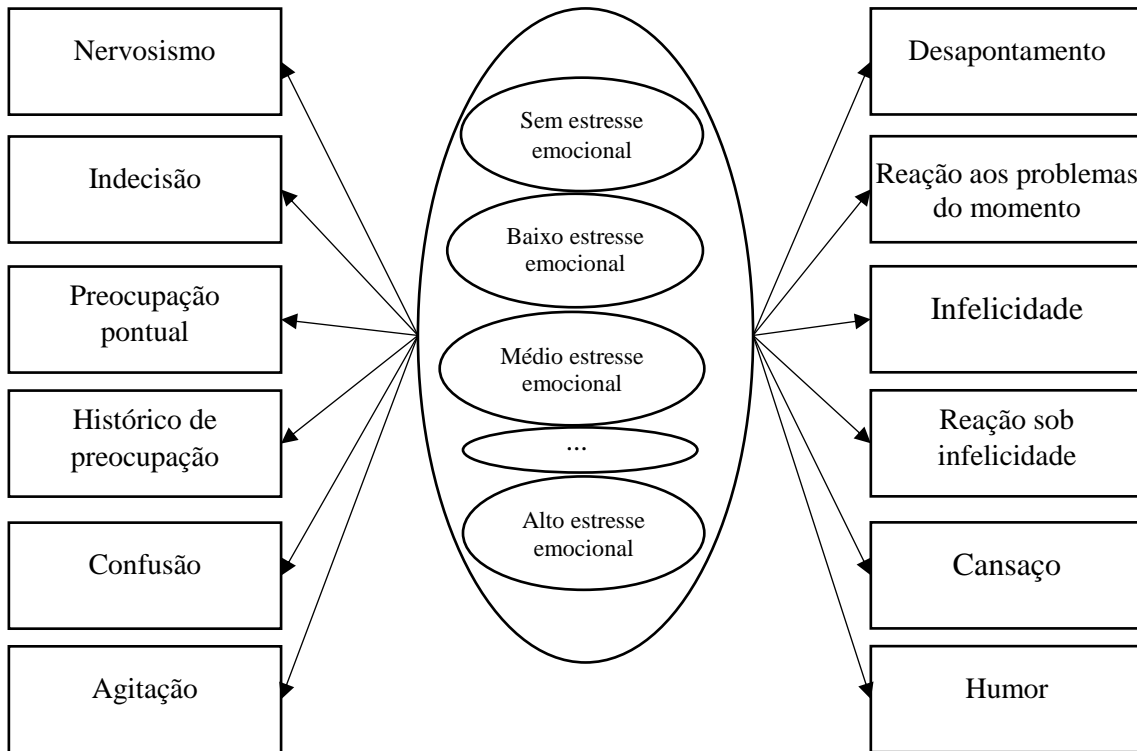 Nervosismo
Indecisão
Preocupação
pontual
Histórico de
preocupação
Confusão
Agitação
Sem estresse
emocional
Baixo estresse
emocional
Médio estresse
emocional
...
Alto estresse
emocional
Desapontamento
Reação aos problemas
do momento
Infelicidade
Reação sob
infelicidade
Cansaço
Humor